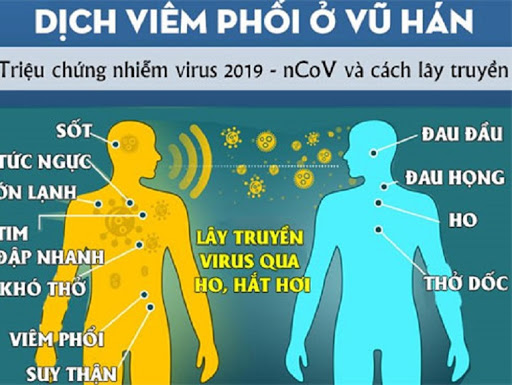 DỊCH VIÊM PHỔI Ở VŨ HÁN
Triệu chứng nhiễm virus 2019 - nCoV và cách lây truyền
SỐT
TỨC NGỰC
ỚN LẠNH
TIM
ĐẬP NHANH
KHÓ THỞ
VIÊM PHỔI
SUY THẬN
LÂY TRUYỀN
VIRUS QUA
HO, HẮT HƠI
ĐAU ĐẦU
ĐAU HỌNG
HO
THỞ DỐC